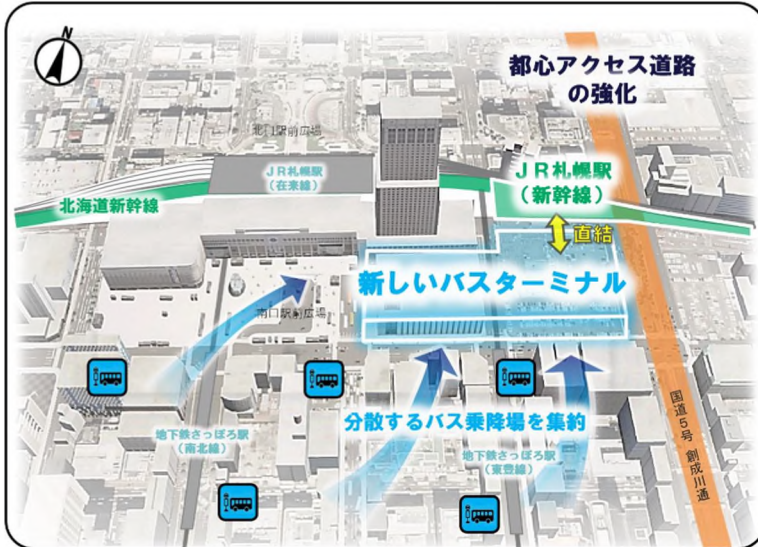 N
都心アクセス道路
の強化
北口駅前広場
JR札幌駅
（在来線）
JR札幌駅
（新幹線）
北海道新幹線
直結
新しいバスターミナル
南口駅前広場
分散するバス乗降場を集約
地下鉄さっぽろ駅
（南北線）
地下鉄さっぽろ駅
（東豊線）
国道5号 創成川通